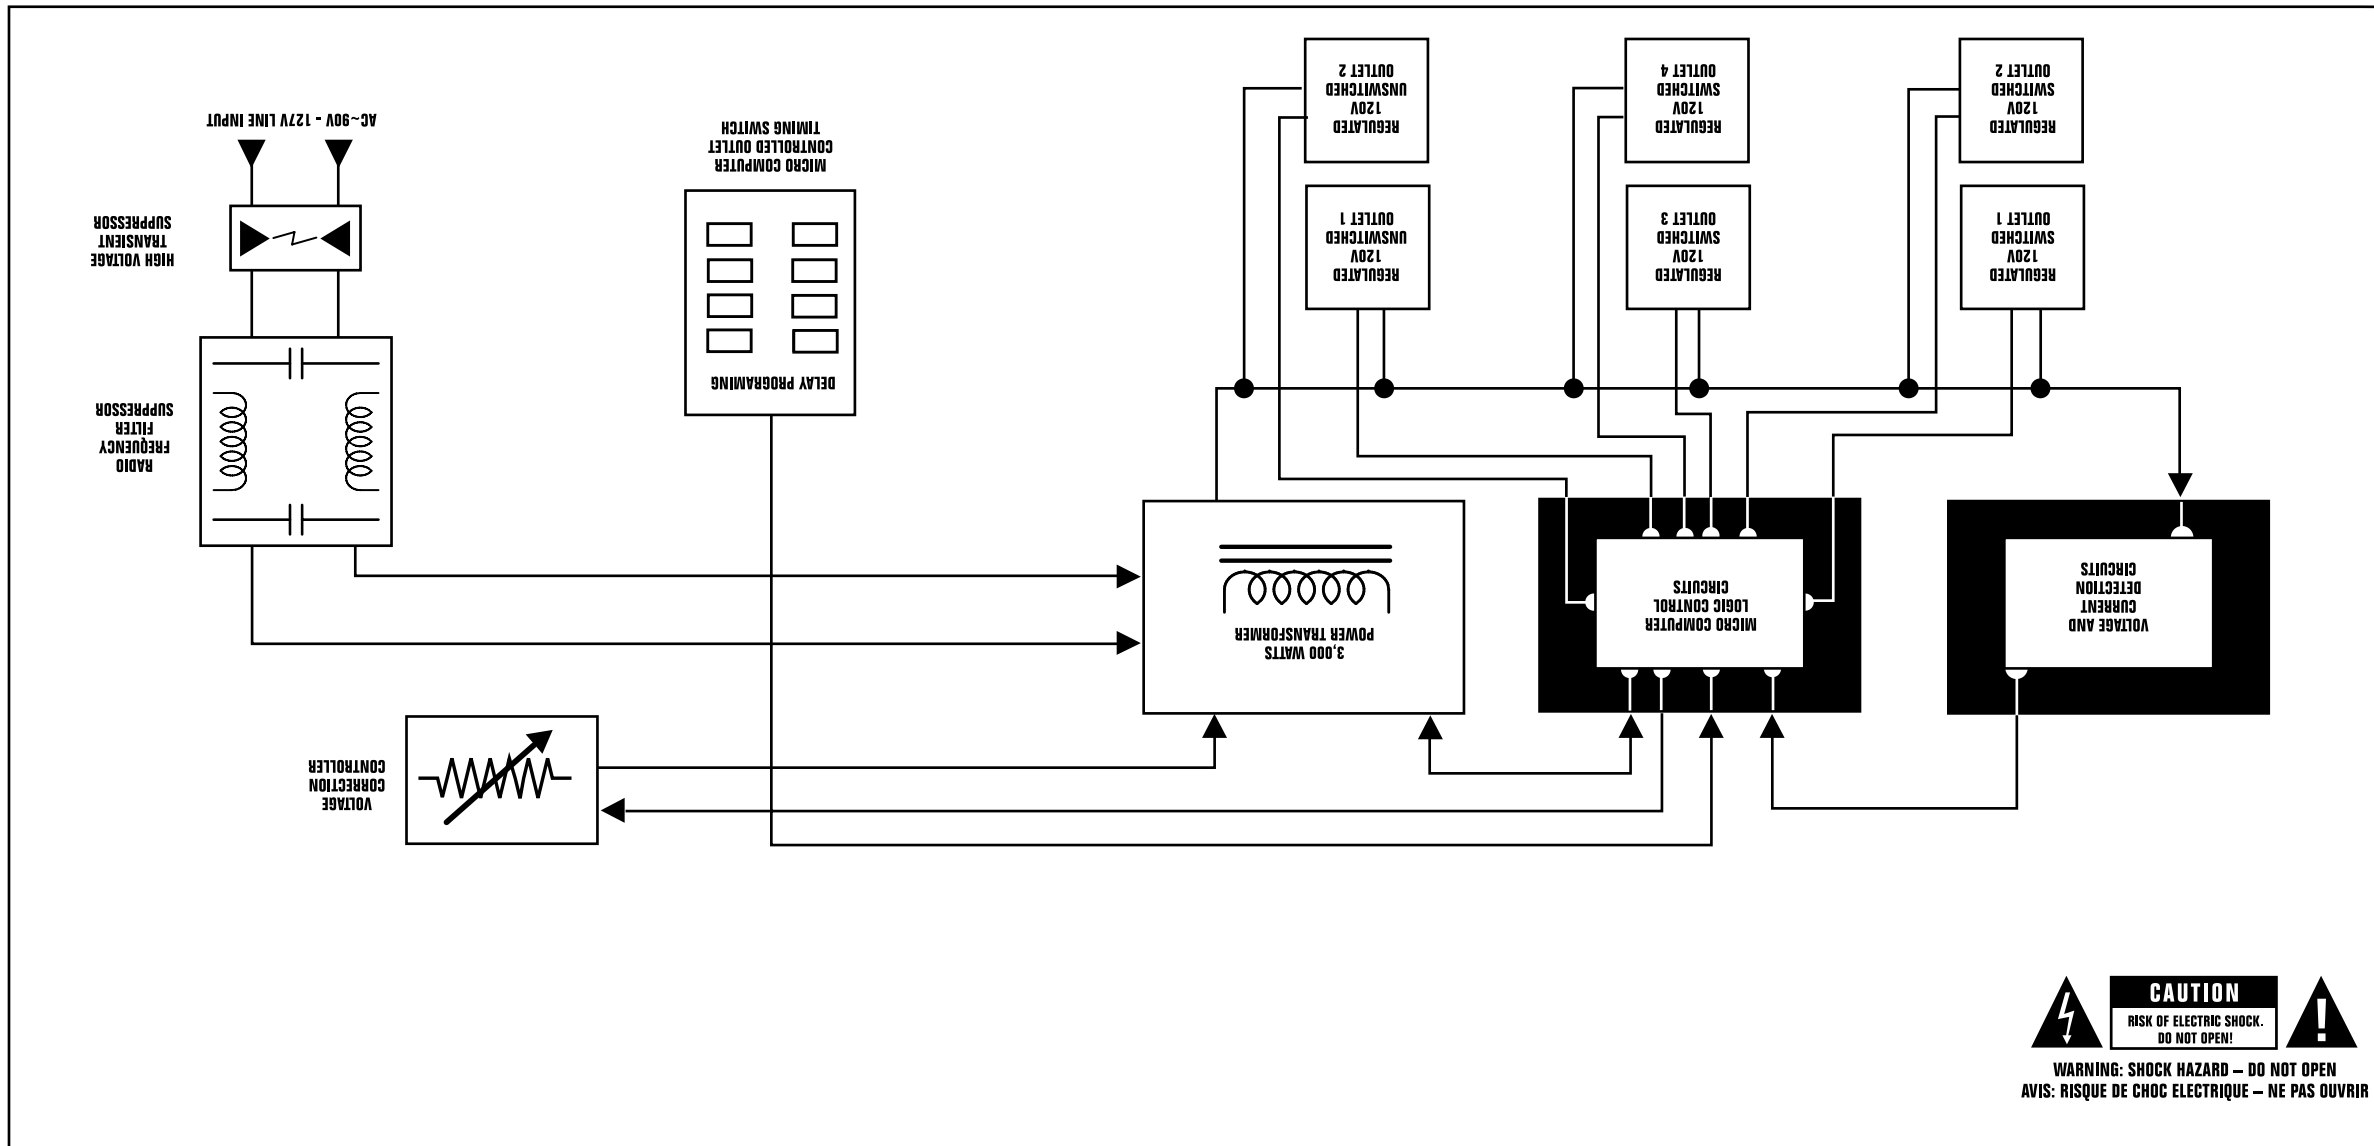 AC~90V - 127V LINE INPUT
HIGH VOLTAGE
TRANSIENT
SUPPRESSOR
RADIO
FREQUENCY
FILTER
SUPPRESSOR
VOLTAGE
CORRECTION
CONTROLLER
MICRO COMPUTER
CONTROLLED OUTLET
TIMING SWITCH
DELAY PROGRAMING
REGULATED
120V
UNSWITCHED
OUTLET 2
REGULATED
120V
UNSWITCHED
OUTLET 1
REGULATED
120V
SWITCHED
OUTLET 4
REGULATED
120V
SWITCHED
OUTLET 3
REGULATED
120V
SWITCHED
OUTLET 2
REGULATED
120V
SWITCHED
OUTLET 1
3,000 WATTS
POWER TRANSFORMER
MICRO COMPUTER
LOGIC CONTROL
CIRCUITS
VOLTAGE AND
CURRENT
DETECTION
CIRCUITS
CAUTION
RISK OF ELECTRIC SHOCK.
DO NOT OPEN!
!
WARNING: SHOCK HAZARD – DO NOT OPEN
AVIS: RISQUE DE CHOC ELECTRIQUE – NE PAS OUVRIR